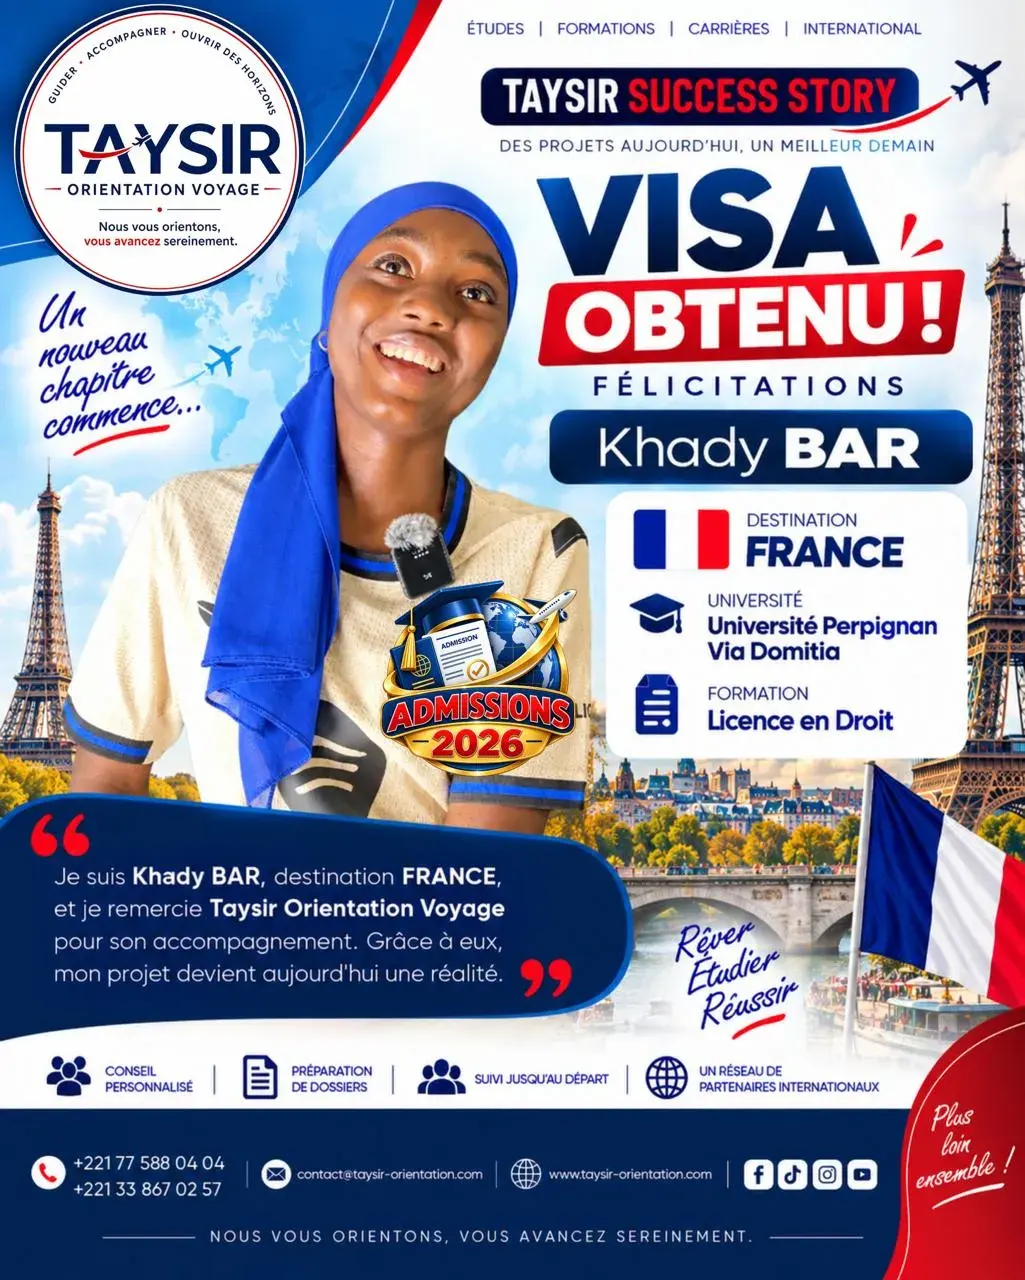 GUIDER • ACCOMPAGNER • OUVRIR DES HORIZONS
TAYSIR
ORIENTATION VOYAGE
Nous vous orientons,
vous avancez sereinement.
ÉTUDES | FORMATIONS | CARRIÈRES | INTERNATIONAL
TAYSIR SUCCESS STORY
DES PROJETS AUJOURD'HUI, UN MEILLEUR DEMAIN
VISA
OBTENU !
FÉLICITATIONS
Khady BAR
Un
nouveau
chapitre
commence...
DESTINATION
FRANCE
UNIVERSITÉ
Université Perpignan
Via Domitia
FORMATION
Licence en Droit
ADMISSION
ADMISSIONS
2026
“
Je suis Khady BAR, destination FRANCE,
et je remercie Taysir Orientation Voyage
pour son accompagnement. Grâce à eux,
mon projet devient aujourd'hui une réalité.
”
Rêver
Étudier
Réussir
CONSEIL
PERSONNALISÉ
PRÉPARATION
DE DOSSIERS
SUIVI JUSQU'AU DÉPART
UN RÉSEAU DE
PARTENAIRES INTERNATIONAUX
+221 77 588 04 04
+221 33 867 02 57
contact@taysir-orientation.com
www.taysir-orientation.com
Plus
loin
ensemble !
NOUS VOUS ORIENTONS, VOUS AVANCEZ SEREINEMENT.